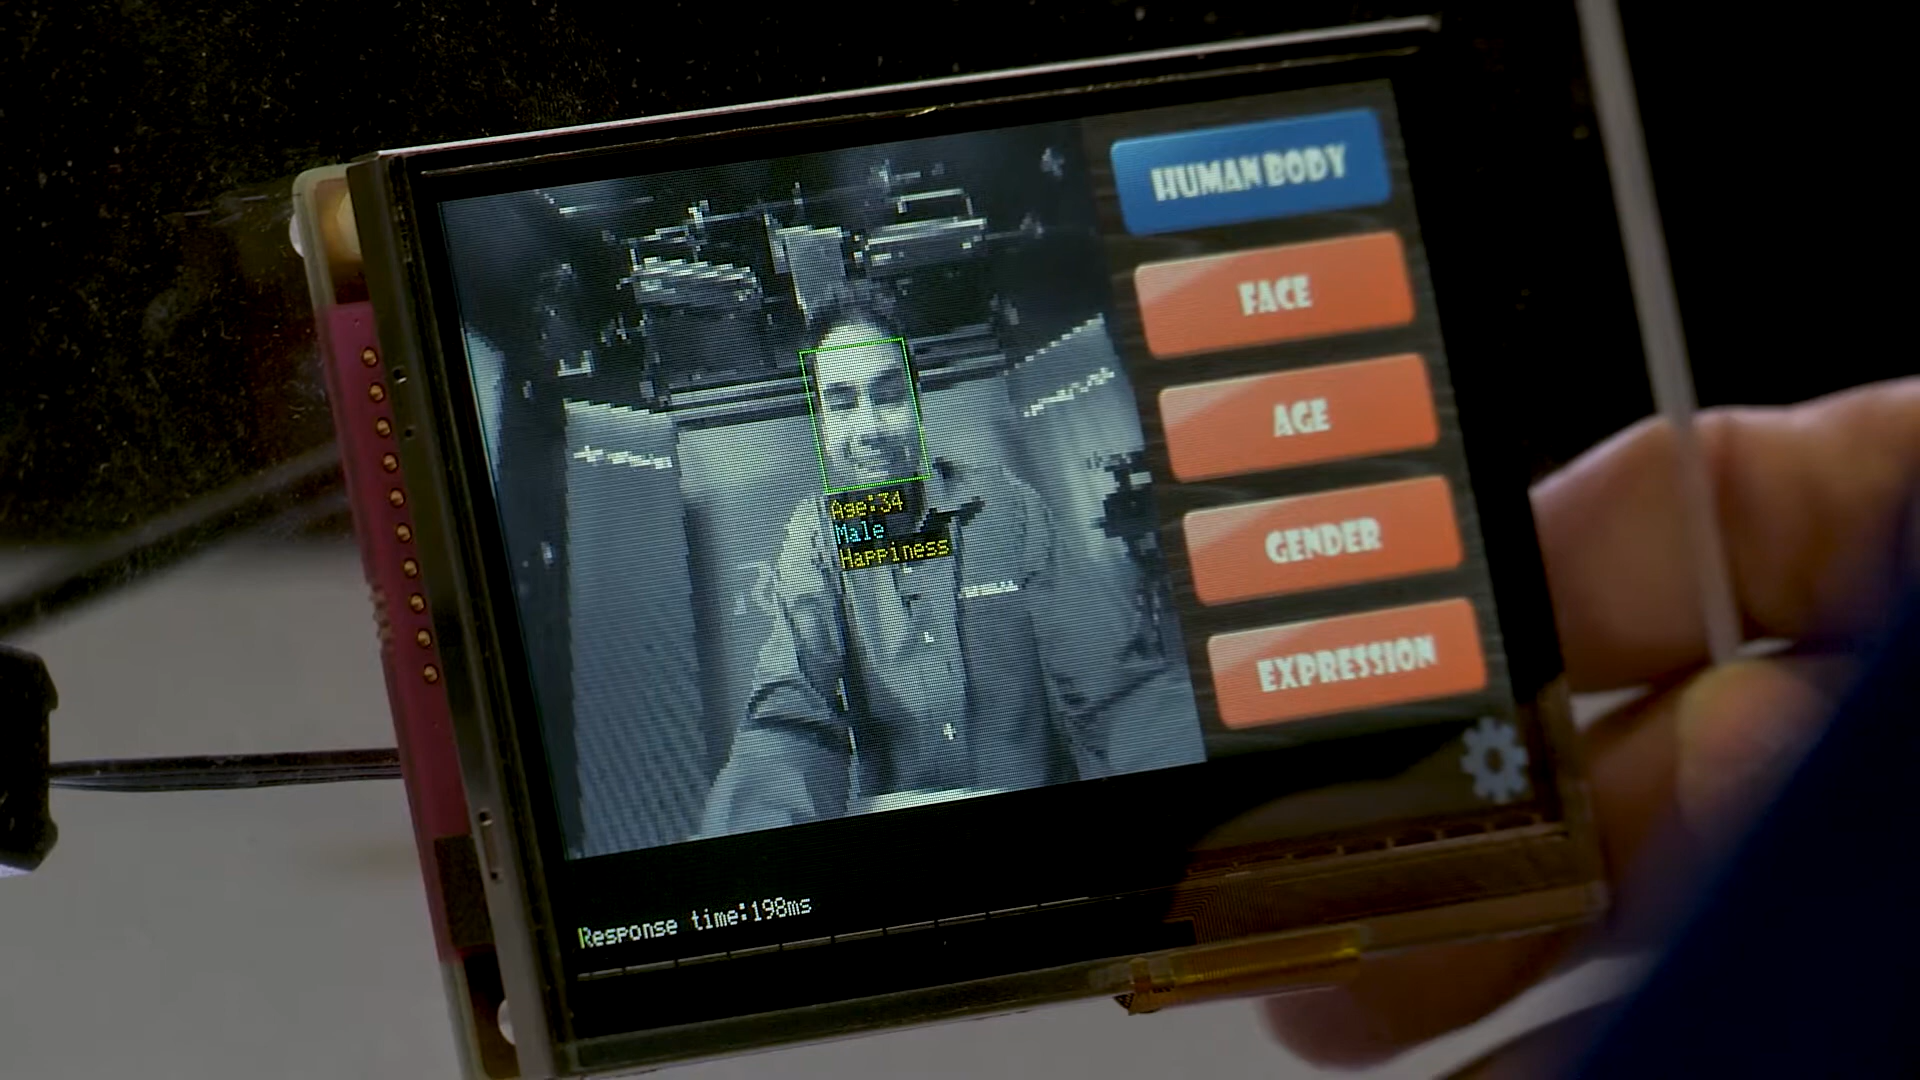 HUMAN BODY
FACE
AGE
GENDER
EXPRESSION
Age:34
Male
Happiness
Response time:198ms